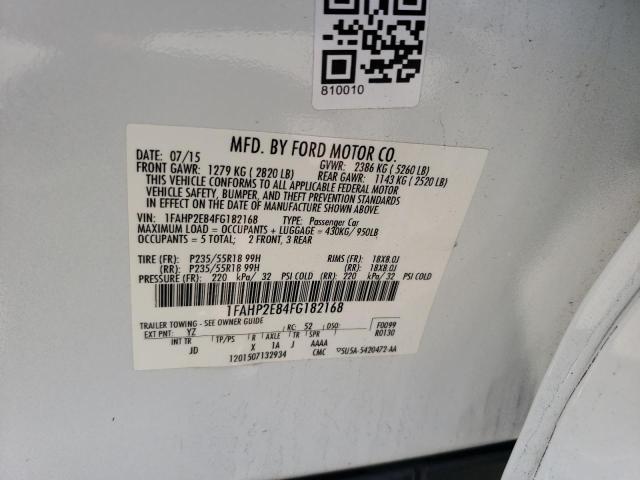 810010
MFD. BY FORD MOTOR CO.
DATE: 07/15 GVWR: 2386 KG ( 5260 LB)
FRONT GAWR: 1279 KG ( 2820 LB) REAR GAWR: 1143 KG ( 2520 LB)
THIS VEHICLE CONFORMS TO ALL APPLICABLE FEDERAL MOTOR
VEHICLE SAFETY, BUMPER, AND THEFT PREVENTION STANDARDS
IN EFFECT ON THE DATE OF MANUFACTURE SHOWN ABOVE.
VIN: 1FAHP2E84FG182168 TYPE: Passenger Car
MAXIMUM LOAD = OCCUPANTS + LUGGAGE = 430KG/ 950LB
OCCUPANTS = 5 TOTAL; 2 FRONT, 3 REAR
TIRE (FR): P235/55R18 99H RIMS (FR): 18X8.0J
(RR): P235/55R18 99H (RR): 18X8.0J
PRESSURE (FR): 220 kPa/ 32 PSI COLD (RR): 220 kPa/ 32 PSI COLD
1FAHP2E84FG182168
TRAILER TOWING - SEE OWNER GUIDE
EXT PNT: YZ RC: 52 DSO: F0099
INT TR TP/PS R AXLE TR SPR R0130
JD X 1A J AAAA
1201507132934 CMC 5U5A-5420472-AA